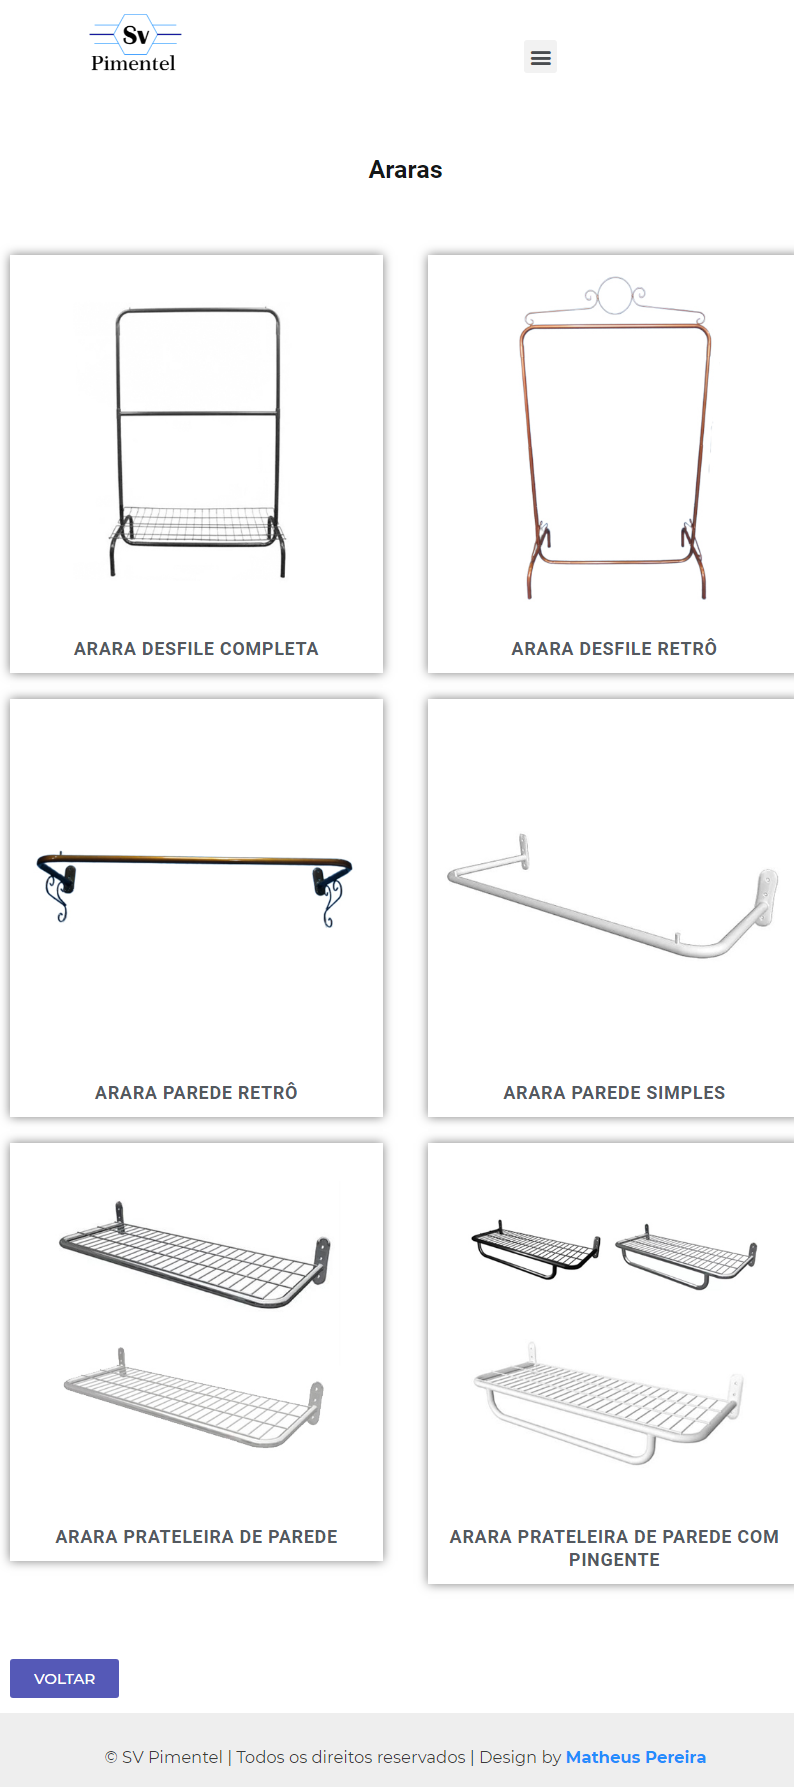 Sv
Pimentel
Araras
ARARA DESFILE COMPLETA
ARARA DESFILE RETRÔ
ARARA PAREDE RETRÔ
ARARA PAREDE SIMPLES
ARARA PRATELEIRA DE PAREDE
ARARA PRATELEIRA DE PAREDE COM
PINGENTE
VOLTAR
© SV Pimentel | Todos os direitos reservados | Design by Matheus Pereira